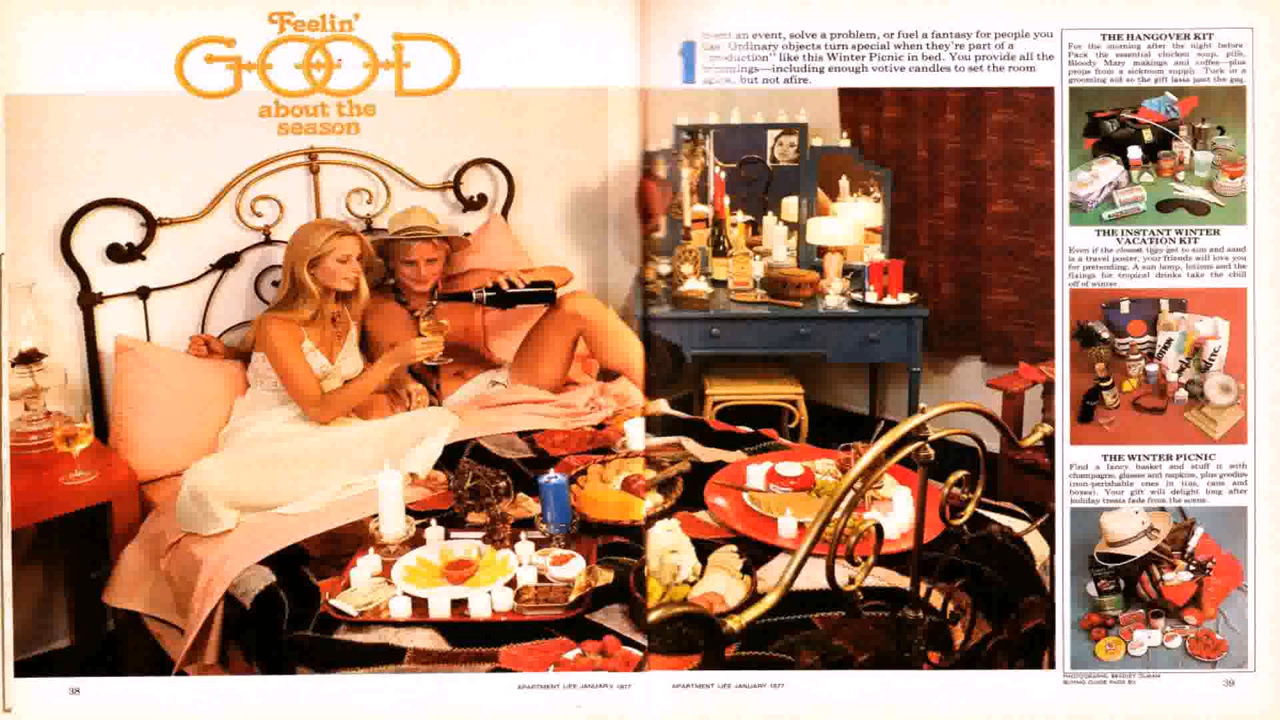 Feelin'
GOOD
about the
season
an event, solve a problem, or fuel a fantasy for people you
Ordinary objects turn special when they're part of a
like this Winter Picnic in bed. You provide all the
including enough votive candles to set the room
but not afire.
THE HANGOVER KIT
For the morning after the night before.
Pack the essential chicken soup, pills,
Bloody Mary makings and coffee—plus
props from a sickroom supply. Tuck in a
grooming aid so the gift lasts past the gag.
THE INSTANT WINTER
VACATION KIT
Even if the closest they get to sun and sand
is a travel poster, your friends will love you
for pretending. A sun lamp, lotions and the
fixings for tropical drinks take the chill
off of winter.
THE WINTER PICNIC
Find a fancy basket and stuff it with
champagne, glasses and napkins, plus goodies
(non-perishable ones in tins, cans and
boxes). Your gift will delight long after
holiday treats fade from the scene.
PHOTOGRAPHS: BRADLEY
BUYING GUIDE PAGE
38
APARTMENT LIFE JANUARY 1977
APARTMENT LIFE JANUARY 1977
39